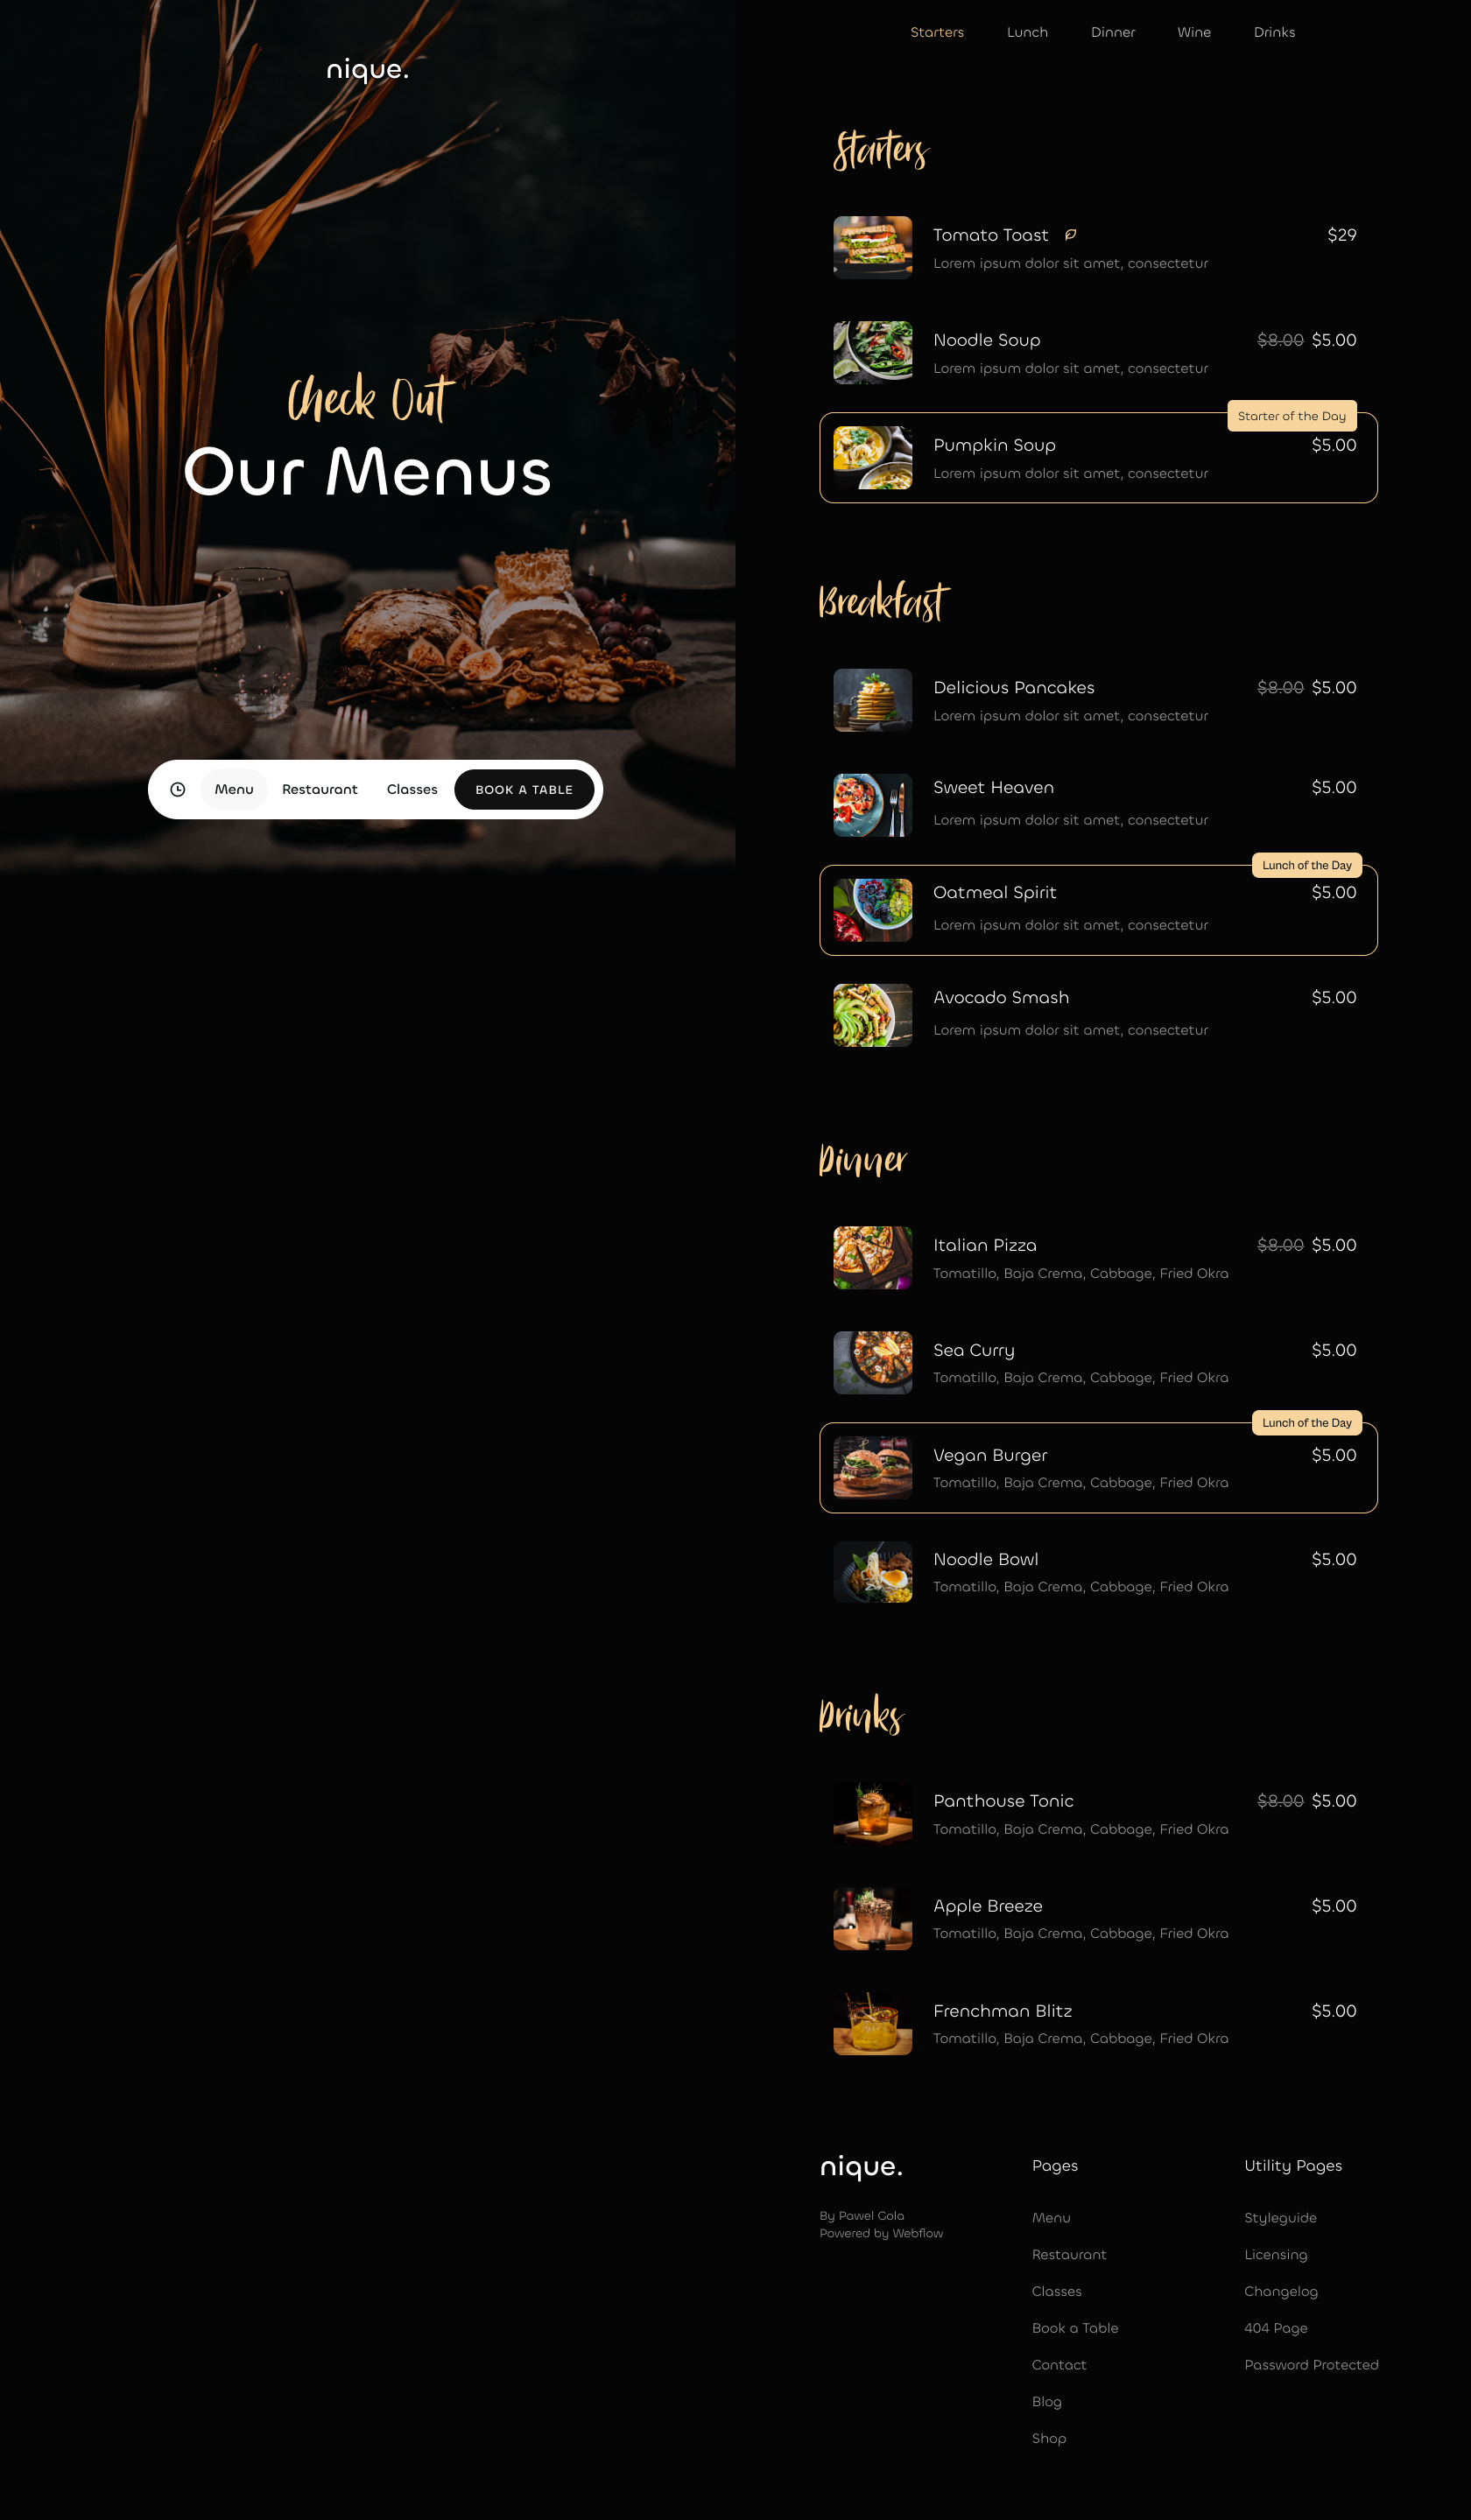 nique.
Check Out
Our Menus
Menu Restaurant Classes BOOK A TABLE
Starters Lunch Dinner Wine Drinks
Starters
Tomato Toast $29
Lorem ipsum dolor sit amet, consectetur
Noodle Soup $8.00 $5.00
Lorem ipsum dolor sit amet, consectetur
Starter of the Day
Pumpkin Soup $5.00
Lorem ipsum dolor sit amet, consectetur
Breakfast
Delicious Pancakes $8.00 $5.00
Lorem ipsum dolor sit amet, consectetur
Sweet Heaven $5.00
Lorem ipsum dolor sit amet, consectetur
Lunch of the Day
Oatmeal Spirit $5.00
Lorem ipsum dolor sit amet, consectetur
Avocado Smash $5.00
Lorem ipsum dolor sit amet, consectetur
Dinner
Italian Pizza $8.00 $5.00
Tomatillo, Baja Crema, Cabbage, Fried Okra
Sea Curry $5.00
Tomatillo, Baja Crema, Cabbage, Fried Okra
Lunch of the Day
Vegan Burger $5.00
Tomatillo, Baja Crema, Cabbage, Fried Okra
Noodle Bowl $5.00
Tomatillo, Baja Crema, Cabbage, Fried Okra
Drinks
Panthouse Tonic $8.00 $5.00
Tomatillo, Baja Crema, Cabbage, Fried Okra
Apple Breeze $5.00
Tomatillo, Baja Crema, Cabbage, Fried Okra
Frenchman Blitz $5.00
Tomatillo, Baja Crema, Cabbage, Fried Okra
nique.
By Pawel Gola
Powered by Webflow
Pages
Menu
Restaurant
Classes
Book a Table
Contact
Blog
Shop
Utility Pages
Styleguide
Licensing
Changelog
404 Page
Password Protected